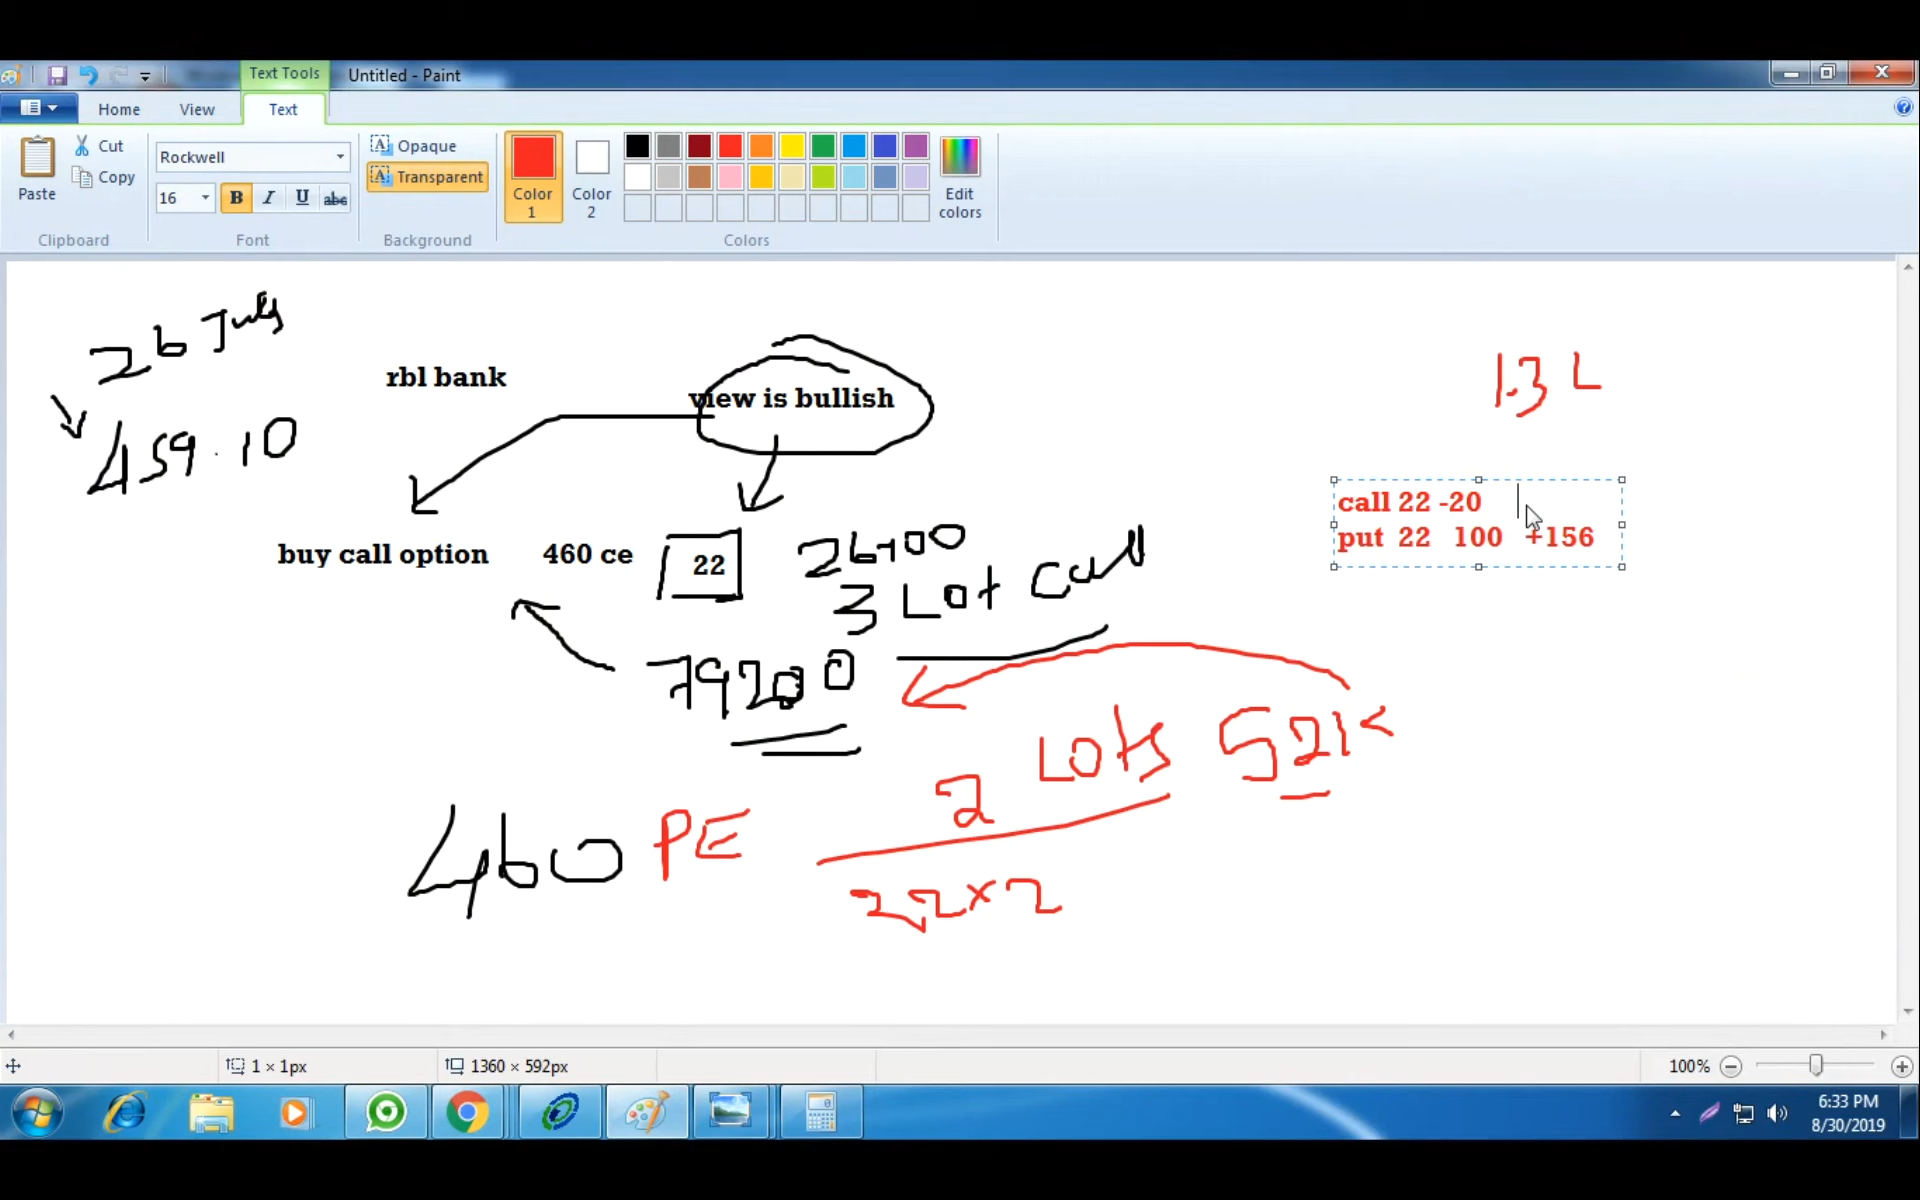 Text Tools
Untitled - Paint
Home
View
Text
Paste
Cut
Copy
Clipboard
Rockwell
16
B I U abc
Font
Opaque
Transparent
Background
Color 1
Color 2
Edit colors
Colors
26 July
459.10
rbl bank
view is bullish
1.3 L
call 22 -20
put 22 100 +156
buy call option 460 ce 22
3 Lot Call
79200
2 Lots 52K
460 PE
22×2
1 × 1px
1360 × 592px
100%
6:33 PM
8/30/2019